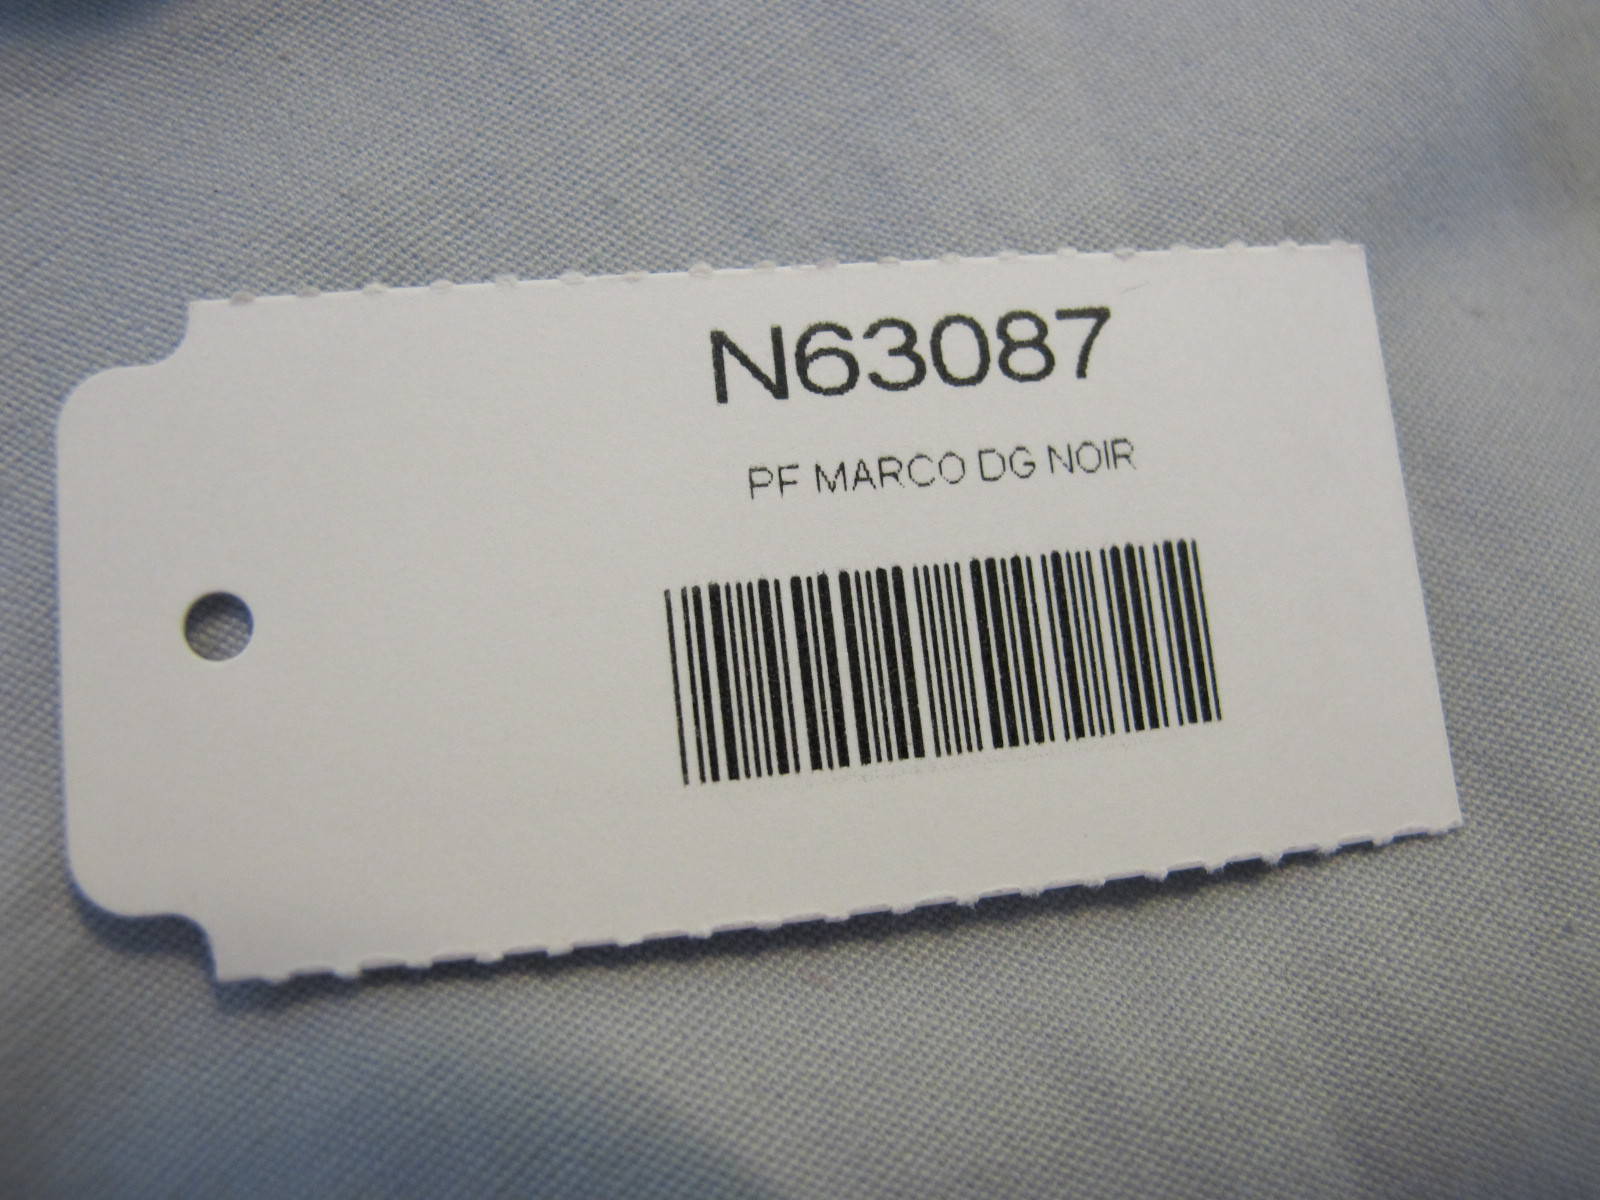 N63087
PF MARCO DG NOIR